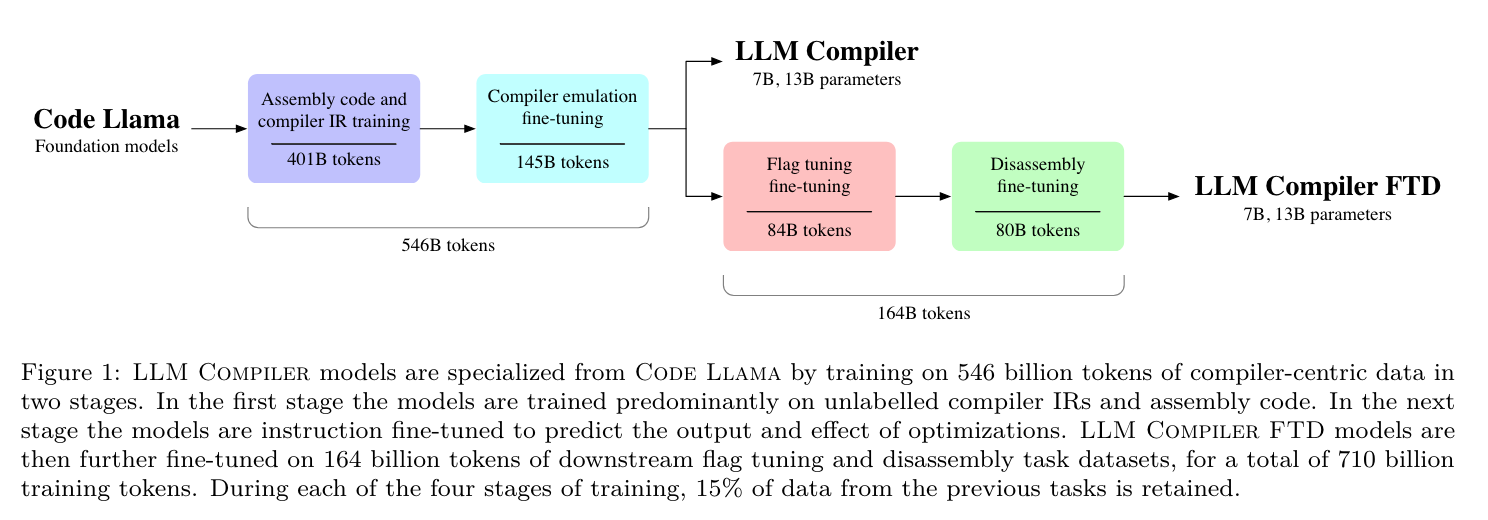 Code Llama
Foundation models
Assembly code and
compiler IR training
401B tokens
Compiler emulation
fine-tuning
145B tokens
546B tokens
LLM Compiler
7B, 13B parameters
Flag tuning
fine-tuning
84B tokens
Disassembly
fine-tuning
80B tokens
164B tokens
LLM Compiler FTD
7B, 13B parameters
Figure 1: LLM Compiler models are specialized from Code Llama by training on 546 billion tokens of compiler-centric data in
two stages. In the first stage the models are trained predominantly on unlabelled compiler IRs and assembly code. In the next
stage the models are instruction fine-tuned to predict the output and effect of optimizations. LLM Compiler FTD models are
then further fine-tuned on 164 billion tokens of downstream flag tuning and disassembly task datasets, for a total of 710 billion
training tokens. During each of the four stages of training, 15% of data from the previous tasks is retained.